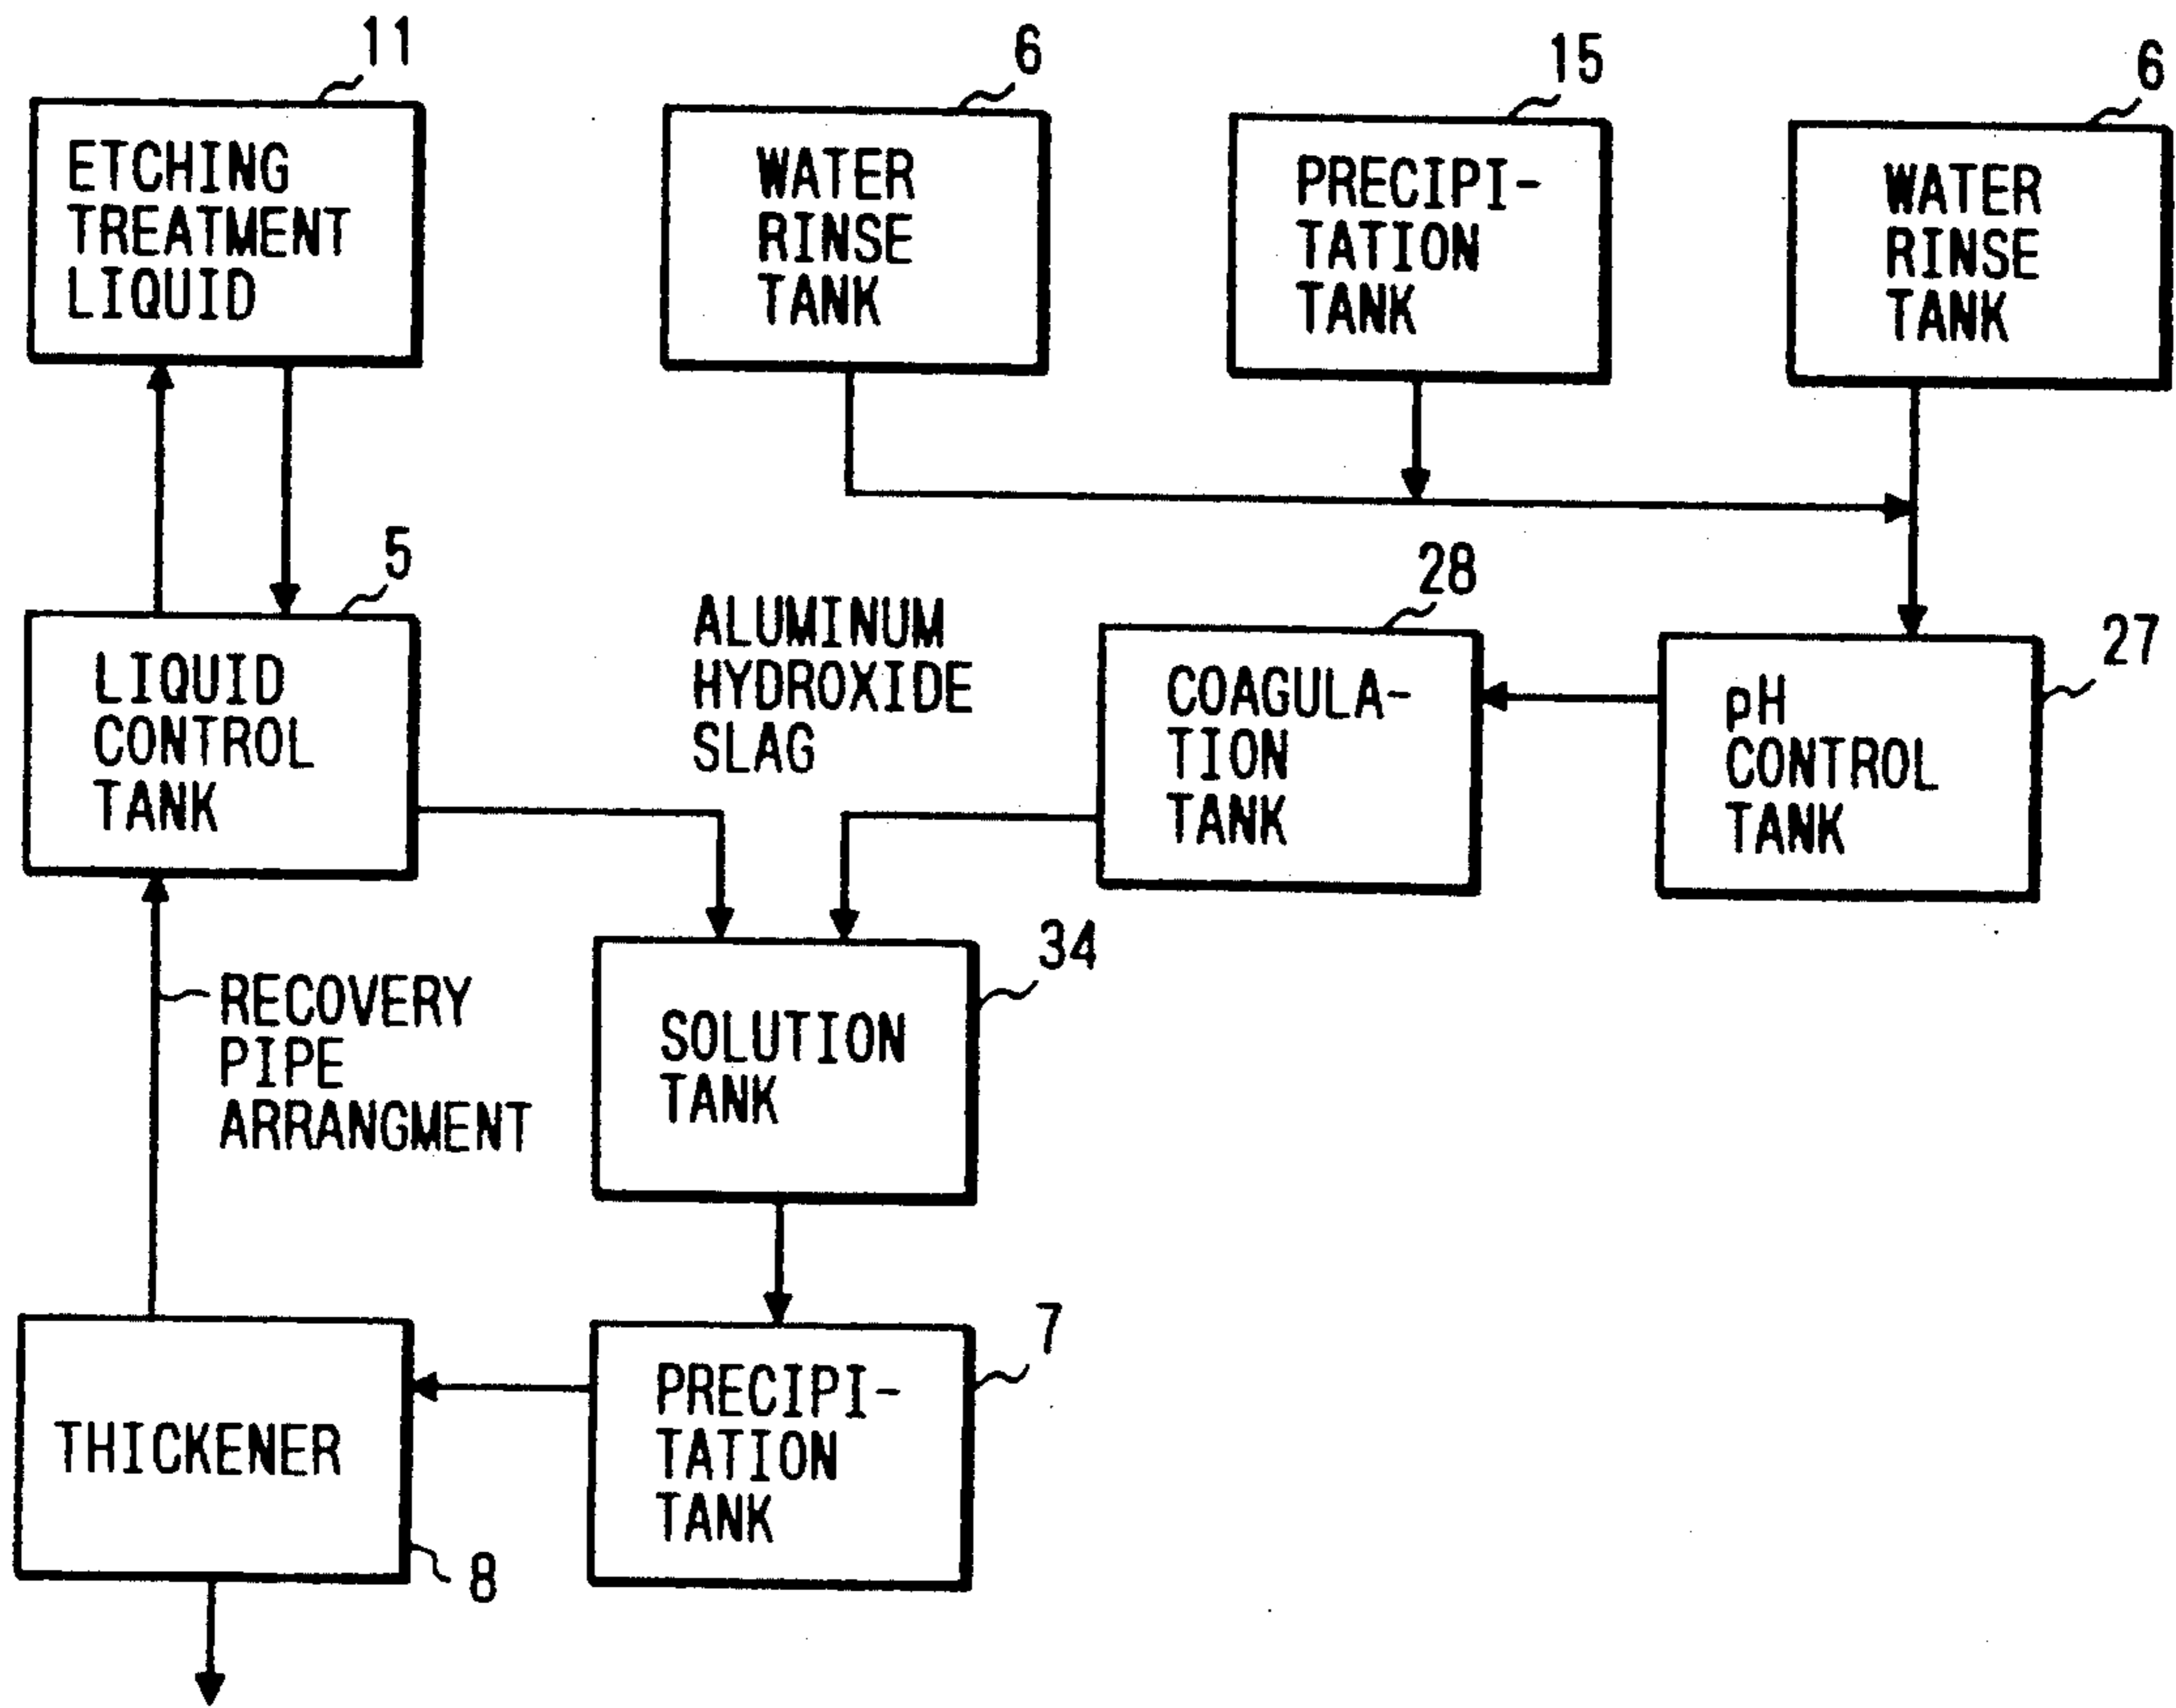 11
6
15
6
ETCHING
TREATMENT
LIQUID
WATER
RINSE
TANK
PRECIPI-
TATION
TANK
WATER
RINSE
TANK
5
28
27
LIQUID
CONTROL
TANK
ALUMINUM
HYDROXIDE
SLAG
COAGULA-
TION
TANK
pH
CONTROL
TANK
34
RECOVERY
PIPE
ARRANGMENT
SOLUTION
TANK
7
THICKENER
PRECIPI-
TATION
TANK
8